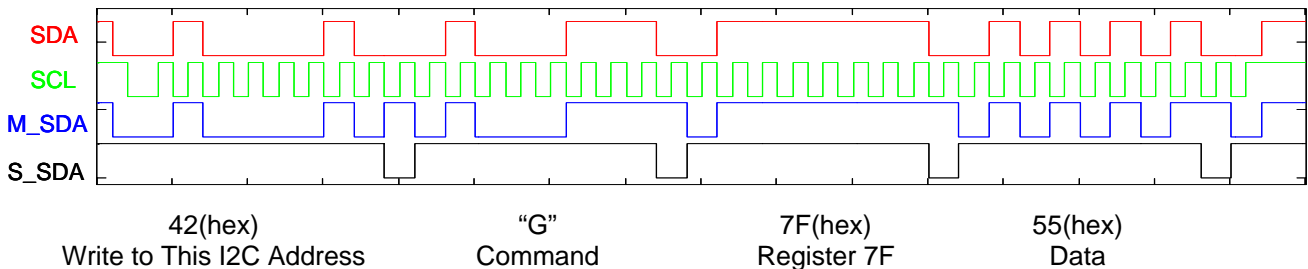 SDA
SCL
M_SDA
S_SDA
42(hex) “G” 7F(hex) 55(hex)
Write to This I2C Address Command Register 7F Data